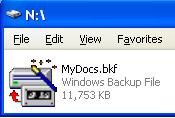 N:\
File Edit View Favorites
MyDocs.bkf
Windows Backup File
11,753 KB